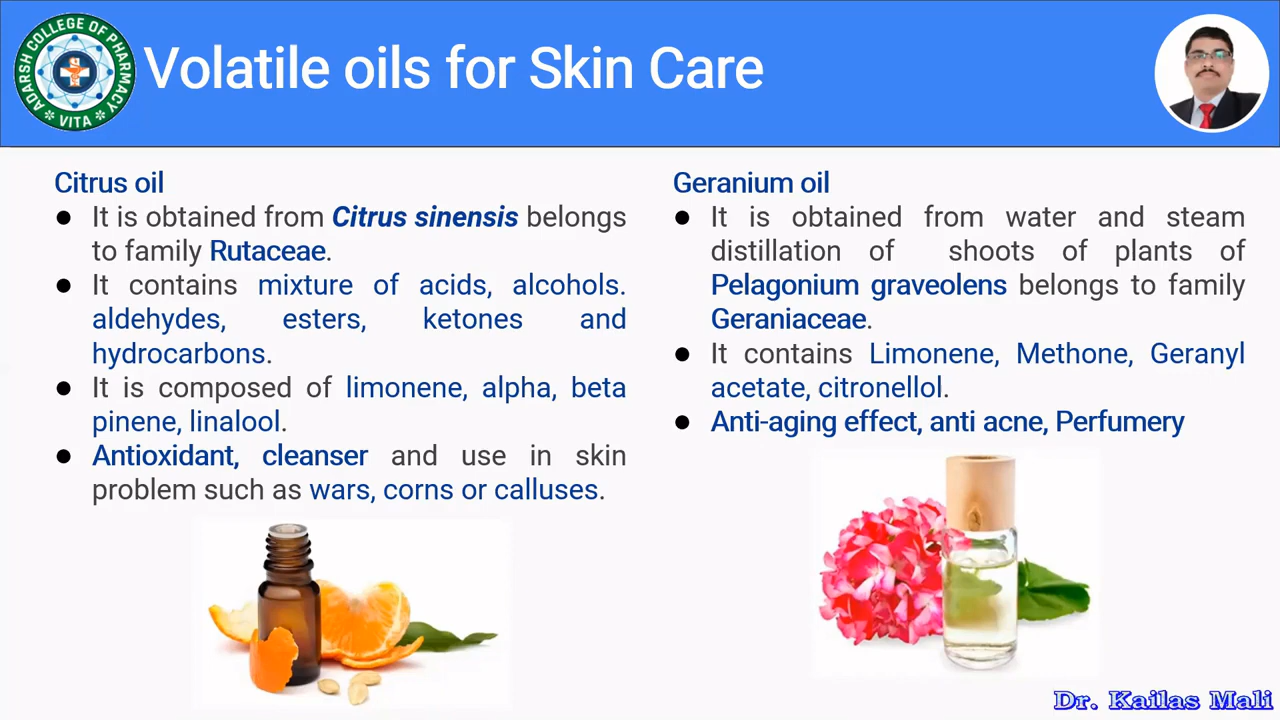 ADARSH COLLEGE OF PHARMACY
VITA
Volatile oils for Skin Care
Citrus oil
● It is obtained from Citrus sinensis belongs
to family Rutaceae.
● It contains mixture of acids, alcohols.
aldehydes, esters, ketones and
hydrocarbons.
● It is composed of limonene, alpha, beta
pinene, linalool.
● Antioxidant, cleanser and use in skin
problem such as wars, corns or calluses.
Geranium oil
● It is obtained from water and steam
distillation of shoots of plants of
Pelagonium graveolens belongs to family
Geraniaceae.
● It contains Limonene, Methone, Geranyl
acetate, citronellol.
● Anti-aging effect, anti acne, Perfumery
Dr. Kailas Mali